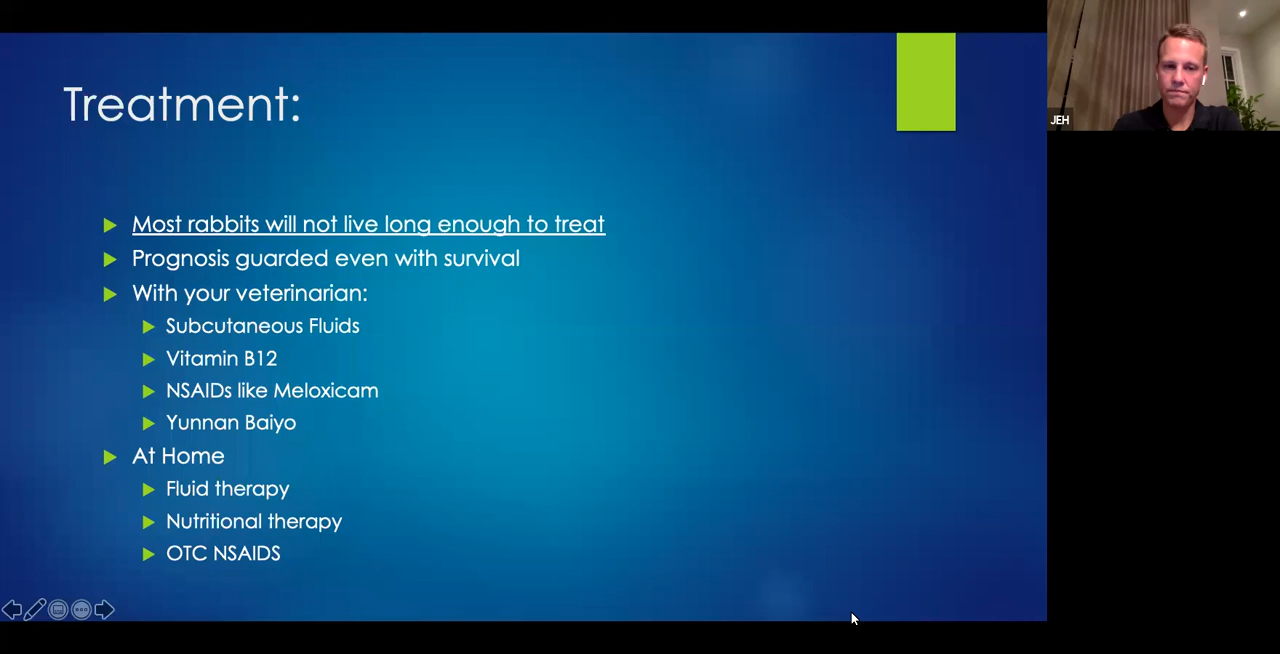 Treatment:
Most rabbits will not live long enough to treat
Prognosis guarded even with survival
With your veterinarian:
Subcutaneous Fluids
Vitamin B12
NSAIDs like Meloxicam
Yunnan Baiyo
At Home
Fluid therapy
Nutritional therapy
OTC NSAIDS
JEH